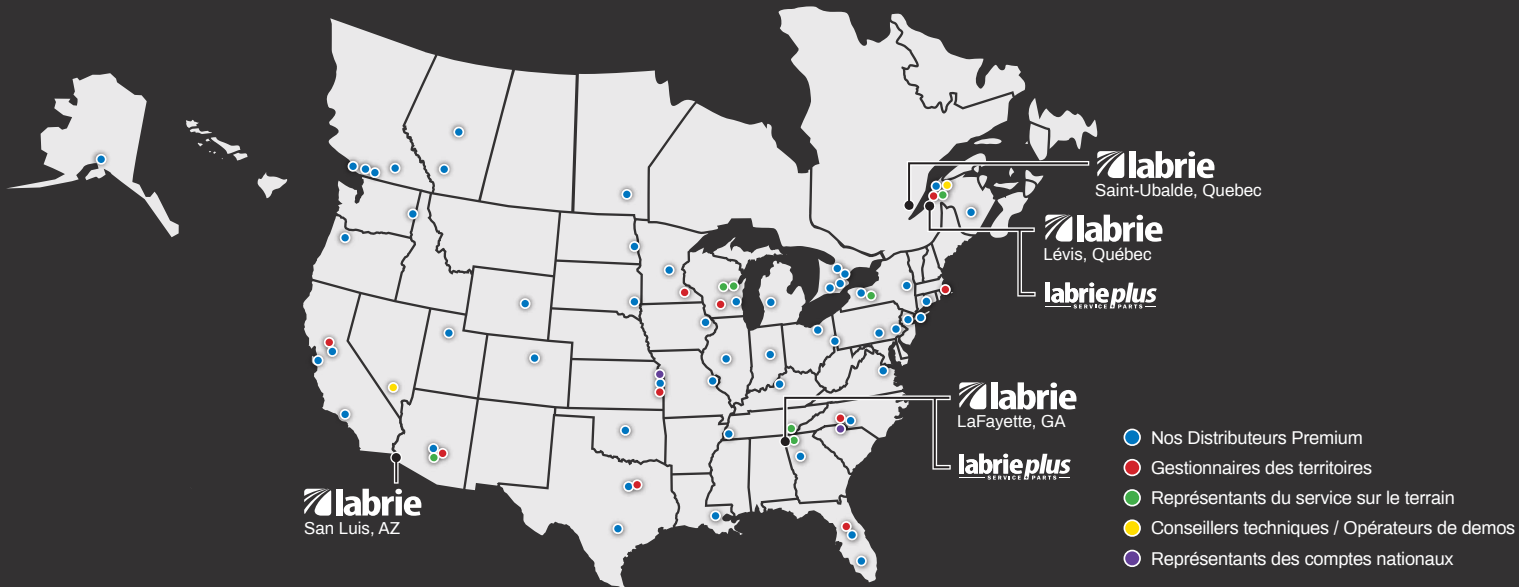 labrie
Saint-Ubalde, Quebec
labrie
Lévis, Québec
labrieplus
SERVICE & PARTS
labrie
LaFayette, GA
labrieplus
SERVICE & PARTS
labrie
San Luis, AZ
Nos Distributeurs Premium
Gestionnaires des territoires
Représentants du service sur le terrain
Conseillers techniques / Opérateurs de demos
Représentants des comptes nationaux